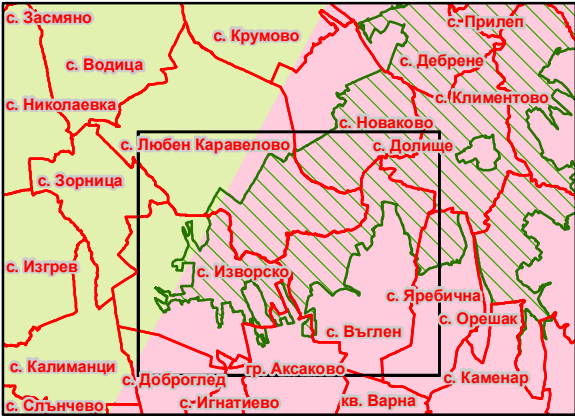 с. Засмяно
с. Прилеп
с. Крумово
с. Водица
с. Дебрене
с. Николаевка
с. Климентово
с. Новаково
с. Любен Каравелово
с. Долище
с. Зорница
с. Изгрев
с. Изворско
с. Яребична
с. Орешак
с. Въглен
с. Калиманци
гр. Аксаково
с. Доброглед
с. Каменар
с. Слънчево
с. Игнатиево
кв. Варна